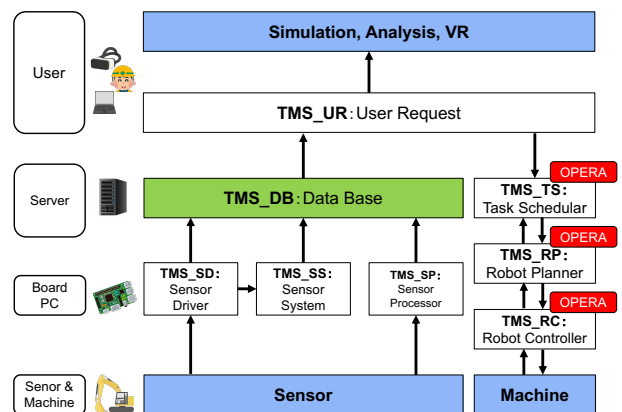 Simulation, Analysis, VR
User
TMS_UR:User Request
OPERA
Server
TMS_DB:Data Base
TMS_TS:
Task Schedular
OPERA
TMS_RP:
Robot Planner
Board
PC
TMS_SD:
Sensor
Driver
TMS_SS:
Sensor
System
TMS_SP:
Sensor
Processor
OPERA
TMS_RC:
Robot Controller
Senor &
Machine
Sensor
Machine